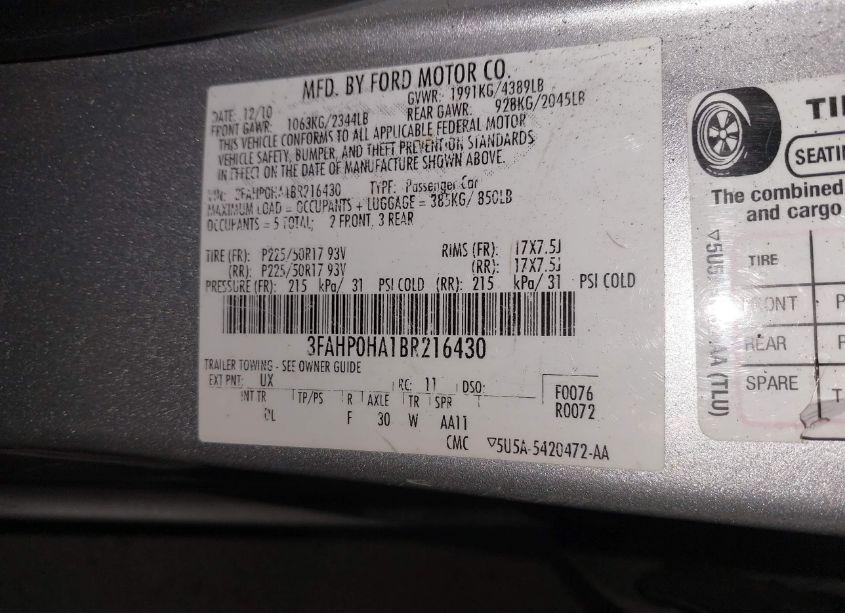 MFD. BY FORD MOTOR CO.
DATE: 12/10 GVWR: 1991KG/4389LB
FRONT GAWR: 1063KG/2344LB REAR GAWR: 928KG/2045LB
THIS VEHICLE CONFORMS TO ALL APPLICABLE FEDERAL MOTOR
VEHICLE SAFETY, BUMPER, AND THEFT PREVENTION STANDARDS
IN EFFECT ON THE DATE OF MANUFACTURE SHOWN ABOVE.
VIN: 3FAHP0HA1BR216430 TYPE: Passenger Car
MAXIMUM LOAD = OCCUPANTS + LUGGAGE = 385KG/ 850LB
OCCUPANTS = 5 TOTAL; 2 FRONT, 3 REAR
TIRE (FR): P225/50R17 93V RIMS (FR): 17X7.5J
(RR): P225/50R17 93V (RR): 17X7.5J
PRESSURE (FR): 215 kPa/ 31 PSI COLD (RR): 215 kPa/ 31 PSI COLD
3FAHP0HA1BR216430
TRAILER TOWING - SEE OWNER GUIDE
EXT PNT: UX RC: 11 DSO: F0076
R0072
INT TR TP/PS R AXLE TR SPR T
F 30 W AA11
CMC ▽5U5A-5420472-AA
SEATIN
The combined
and cargo
TIRE
FRONT P
REAR P
SPARE T
▽5U5
AA (TLU)